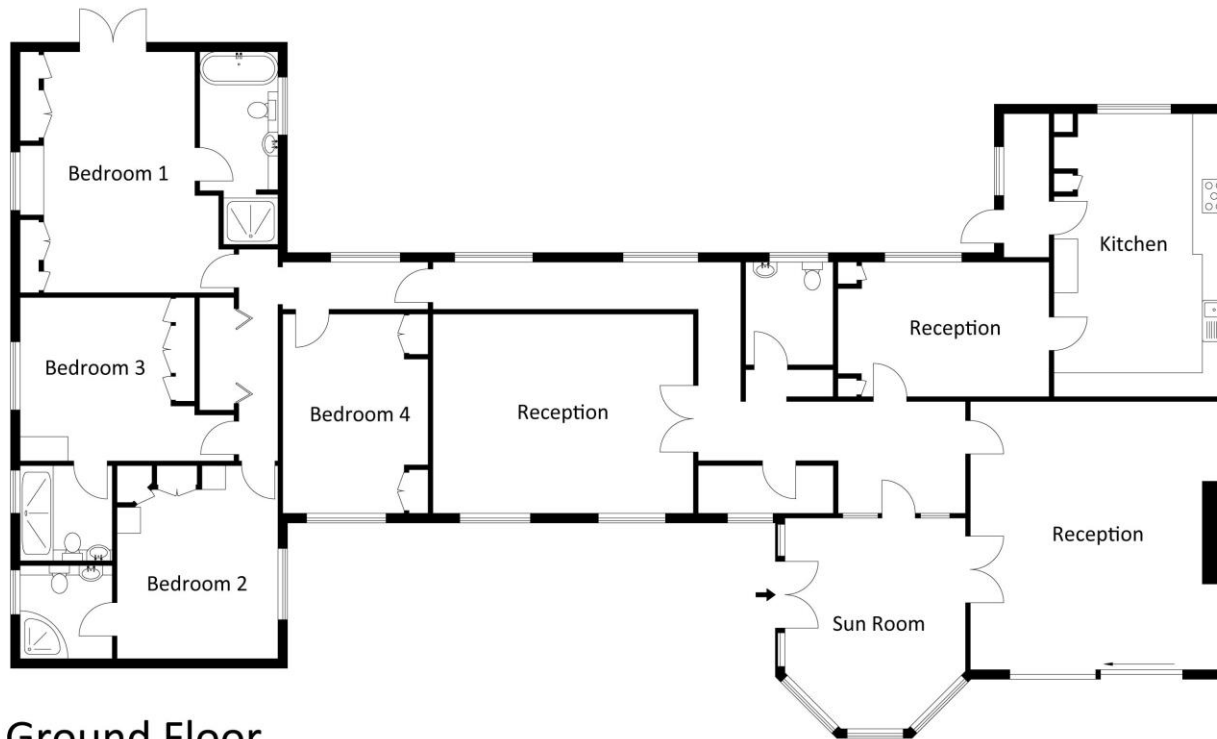 Bedroom 1
Kitchen
Reception
Bedroom 3
Bedroom 4
Reception
Reception
Bedroom 2
Sun Room
Ground Floor